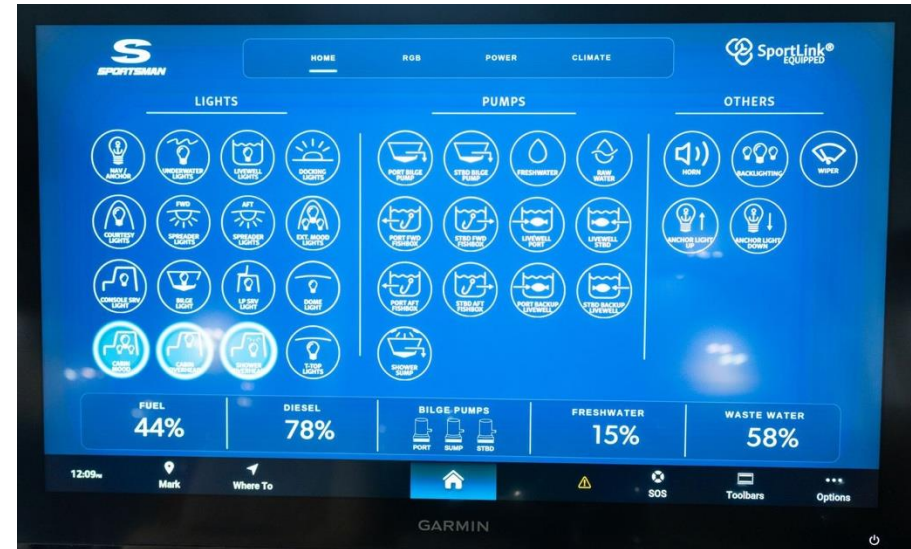 S
SPORTSMAN
HOME RGB POWER CLIMATE
SportLink®
EQUIPPED
LIGHTS
NAV/
ANCHOR
UNDERWATER
LIGHTS
LIVEWELL
LIGHTS
DOCKING
LIGHTS
COURTESY
LIGHTS
FWD
SPREADER
LIGHTS
AFT
SPREADER
LIGHTS
EXT. MOOD
LIGHTS
CONSOLE SRV
LIGHT
BILGE
LIGHT
LP SRV
LIGHT
DOME
LIGHT
CABIN
MOOD
CABIN
OVERHEAD
SHOWER
OVERHEAD
T-TOP
LIGHTS
PUMPS
PORT BILGE
PUMP
STBD BILGE
PUMP
FRESHWATER
RAW
WATER
PORT FWD
FISHBOX
STBD FWD
FISHBOX
LIVEWELL
PORT
LIVEWELL
STBD
PORT AFT
FISHBOX
STBD AFT
FISHBOX
PORT BACKUP
LIVEWELL
STBD BACKUP
LIVEWELL
SHOWER
SUMP
OTHERS
HORN
BACKLIGHTING
WIPER
ANCHOR LIGHT
UP
ANCHOR LIGHT
DOWN
FUEL
44%
DIESEL
78%
BILGE PUMPS
PORT SUMP STBD
FRESHWATER
15%
WASTE WATER
58%
12:09PM
Mark
Where To
SOS
Toolbars
Options
GARMIN